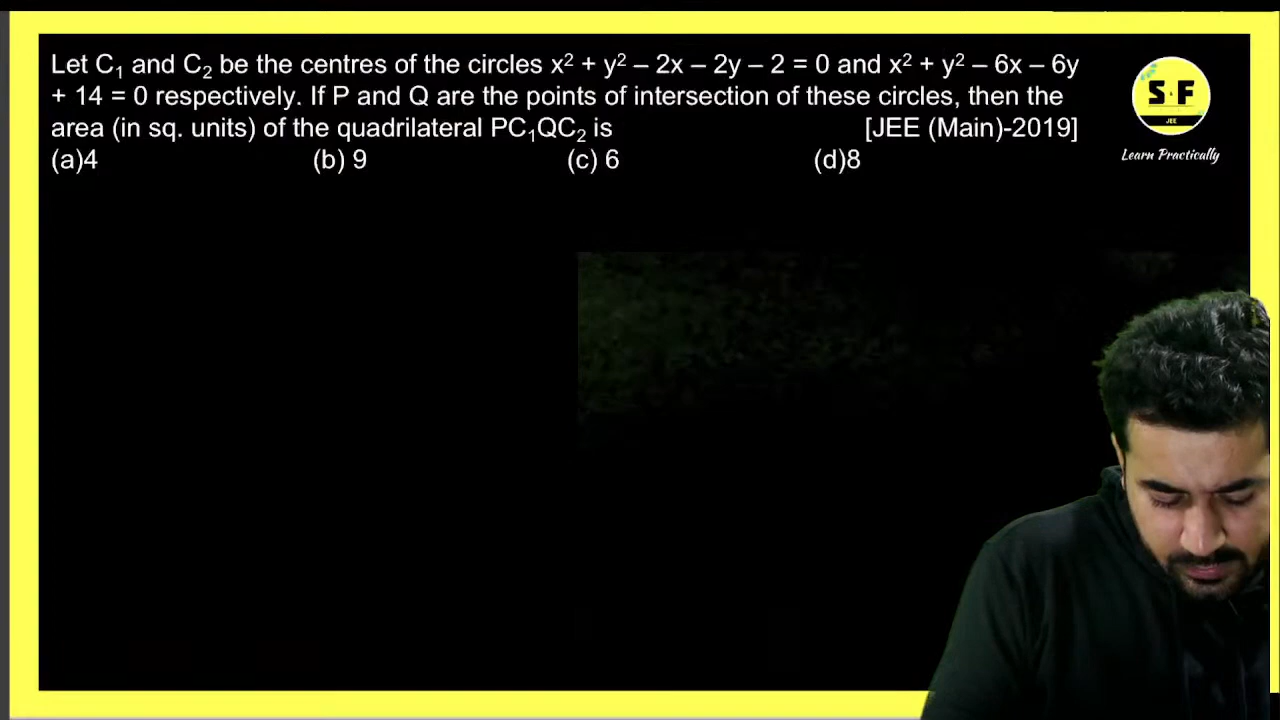 Let C₁ and C₂ be the centres of the circles x² + y² – 2x – 2y – 2 = 0 and x² + y² – 6x – 6y
+ 14 = 0 respectively. If P and Q are the points of intersection of these circles, then the
area (in sq. units) of the quadrilateral PC₁QC₂ is [JEE (Main)-2019]
(a)4 (b) 9 (c) 6 (d)8
S F
JEE
Learn Practically